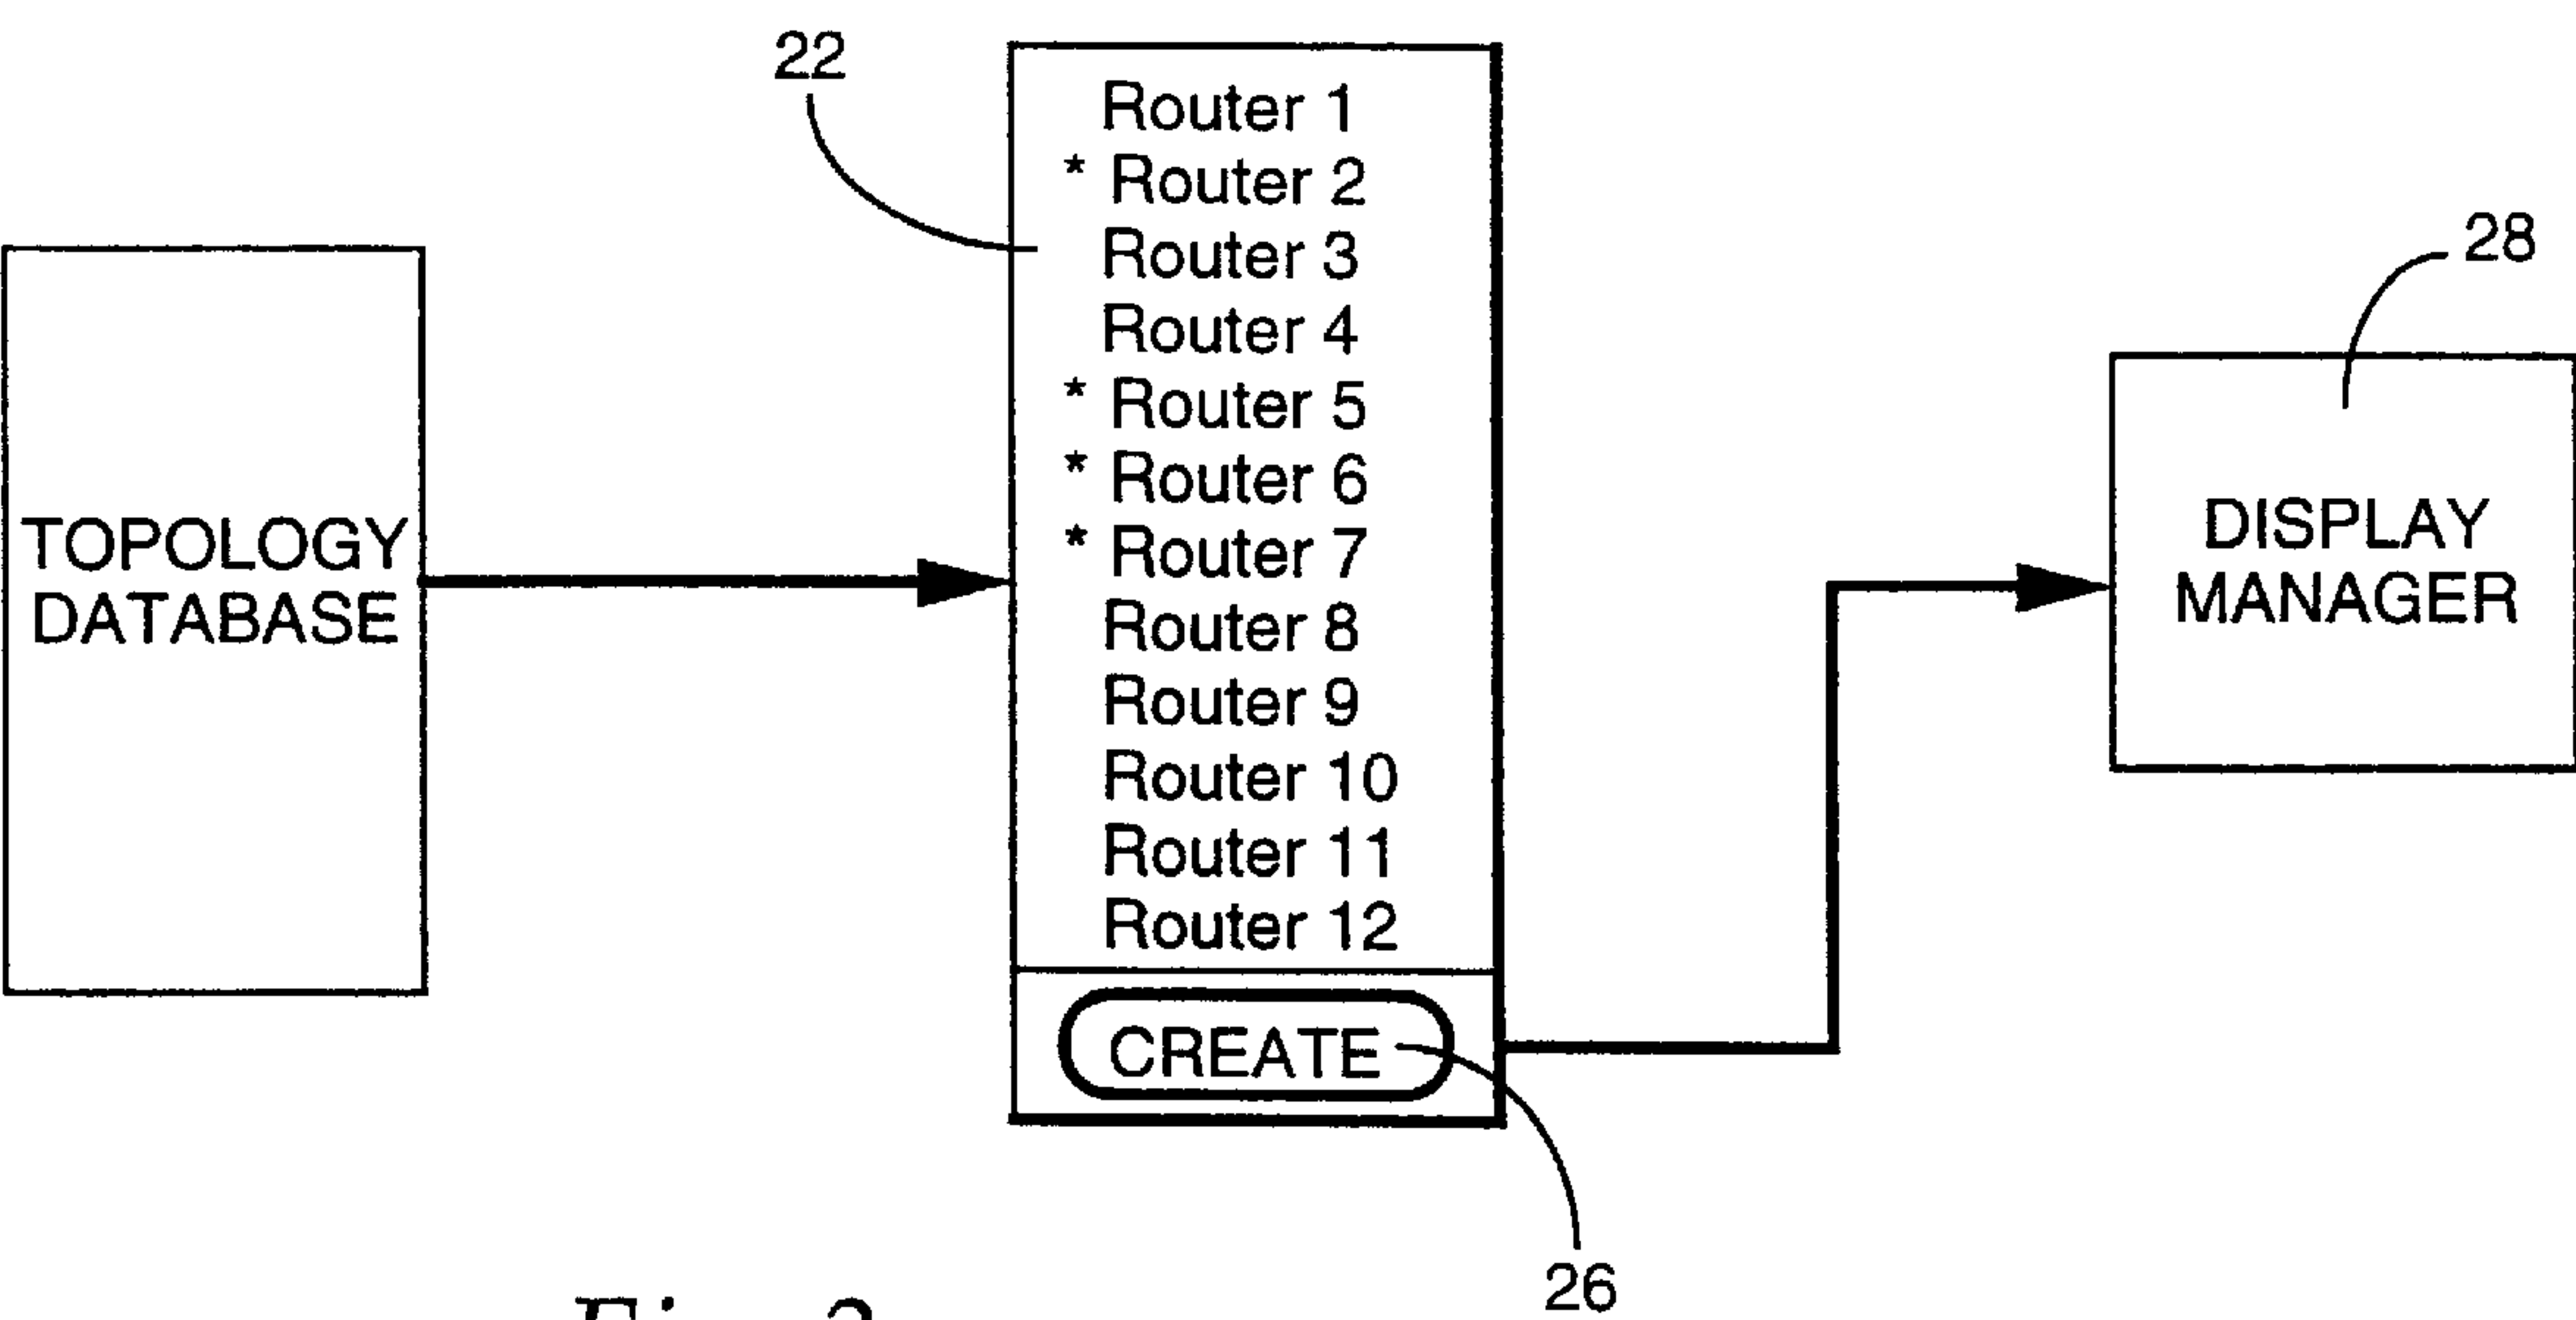 22
Router 1
* Router 2
Router 3
Router 4
* Router 5
* Router 6
* Router 7
Router 8
Router 9
Router 10
Router 11
Router 12
CREATE
TOPOLOGY
DATABASE
28
DISPLAY
MANAGER
26